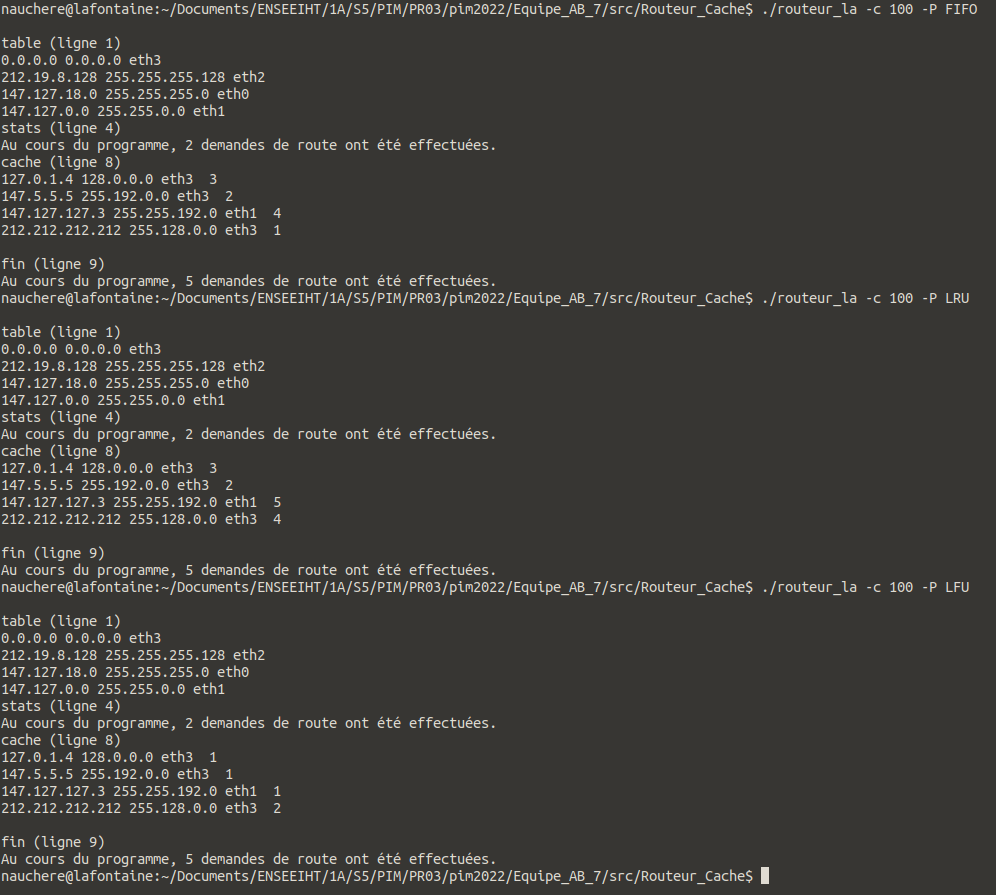 nauchere@lafontaine:~/Documents/ENSEEIHT/1A/S5/PIM/PR03/pim2022/Equipe_AB_7/src/Routeur_Cache$ ./routeur_la -c 100 -P FIFO
table (ligne 1)
0.0.0.0 0.0.0.0 eth3
212.19.8.128 255.255.255.128 eth2
147.127.18.0 255.255.255.0 eth0
147.127.0.0 255.255.0.0 eth1
stats (ligne 4)
Au cours du programme, 2 demandes de route ont été effectuées.
cache (ligne 8)
127.0.1.4 128.0.0.0 eth3  3
147.5.5.5 255.192.0.0 eth3  2
147.127.127.3 255.255.192.0 eth1  4
212.212.212.212 255.128.0.0 eth3  1
fin (ligne 9)
Au cours du programme, 5 demandes de route ont été effectuées.
nauchere@lafontaine:~/Documents/ENSEEIHT/1A/S5/PIM/PR03/pim2022/Equipe_AB_7/src/Routeur_Cache$ ./routeur_la -c 100 -P LRU
table (ligne 1)
0.0.0.0 0.0.0.0 eth3
212.19.8.128 255.255.255.128 eth2
147.127.18.0 255.255.255.0 eth0
147.127.0.0 255.255.0.0 eth1
stats (ligne 4)
Au cours du programme, 2 demandes de route ont été effectuées.
cache (ligne 8)
127.0.1.4 128.0.0.0 eth3  3
147.5.5.5 255.192.0.0 eth3  2
147.127.127.3 255.255.192.0 eth1  5
212.212.212.212 255.128.0.0 eth3  4
fin (ligne 9)
Au cours du programme, 5 demandes de route ont été effectuées.
nauchere@lafontaine:~/Documents/ENSEEIHT/1A/S5/PIM/PR03/pim2022/Equipe_AB_7/src/Routeur_Cache$ ./routeur_la -c 100 -P LFU
table (ligne 1)
0.0.0.0 0.0.0.0 eth3
212.19.8.128 255.255.255.128 eth2
147.127.18.0 255.255.255.0 eth0
147.127.0.0 255.255.0.0 eth1
stats (ligne 4)
Au cours du programme, 2 demandes de route ont été effectuées.
cache (ligne 8)
127.0.1.4 128.0.0.0 eth3  1
147.5.5.5 255.192.0.0 eth3  1
147.127.127.3 255.255.192.0 eth1  1
212.212.212.212 255.128.0.0 eth3  2
fin (ligne 9)
Au cours du programme, 5 demandes de route ont été effectuées.
nauchere@lafontaine:~/Documents/ENSEEIHT/1A/S5/PIM/PR03/pim2022/Equipe_AB_7/src/Routeur_Cache$